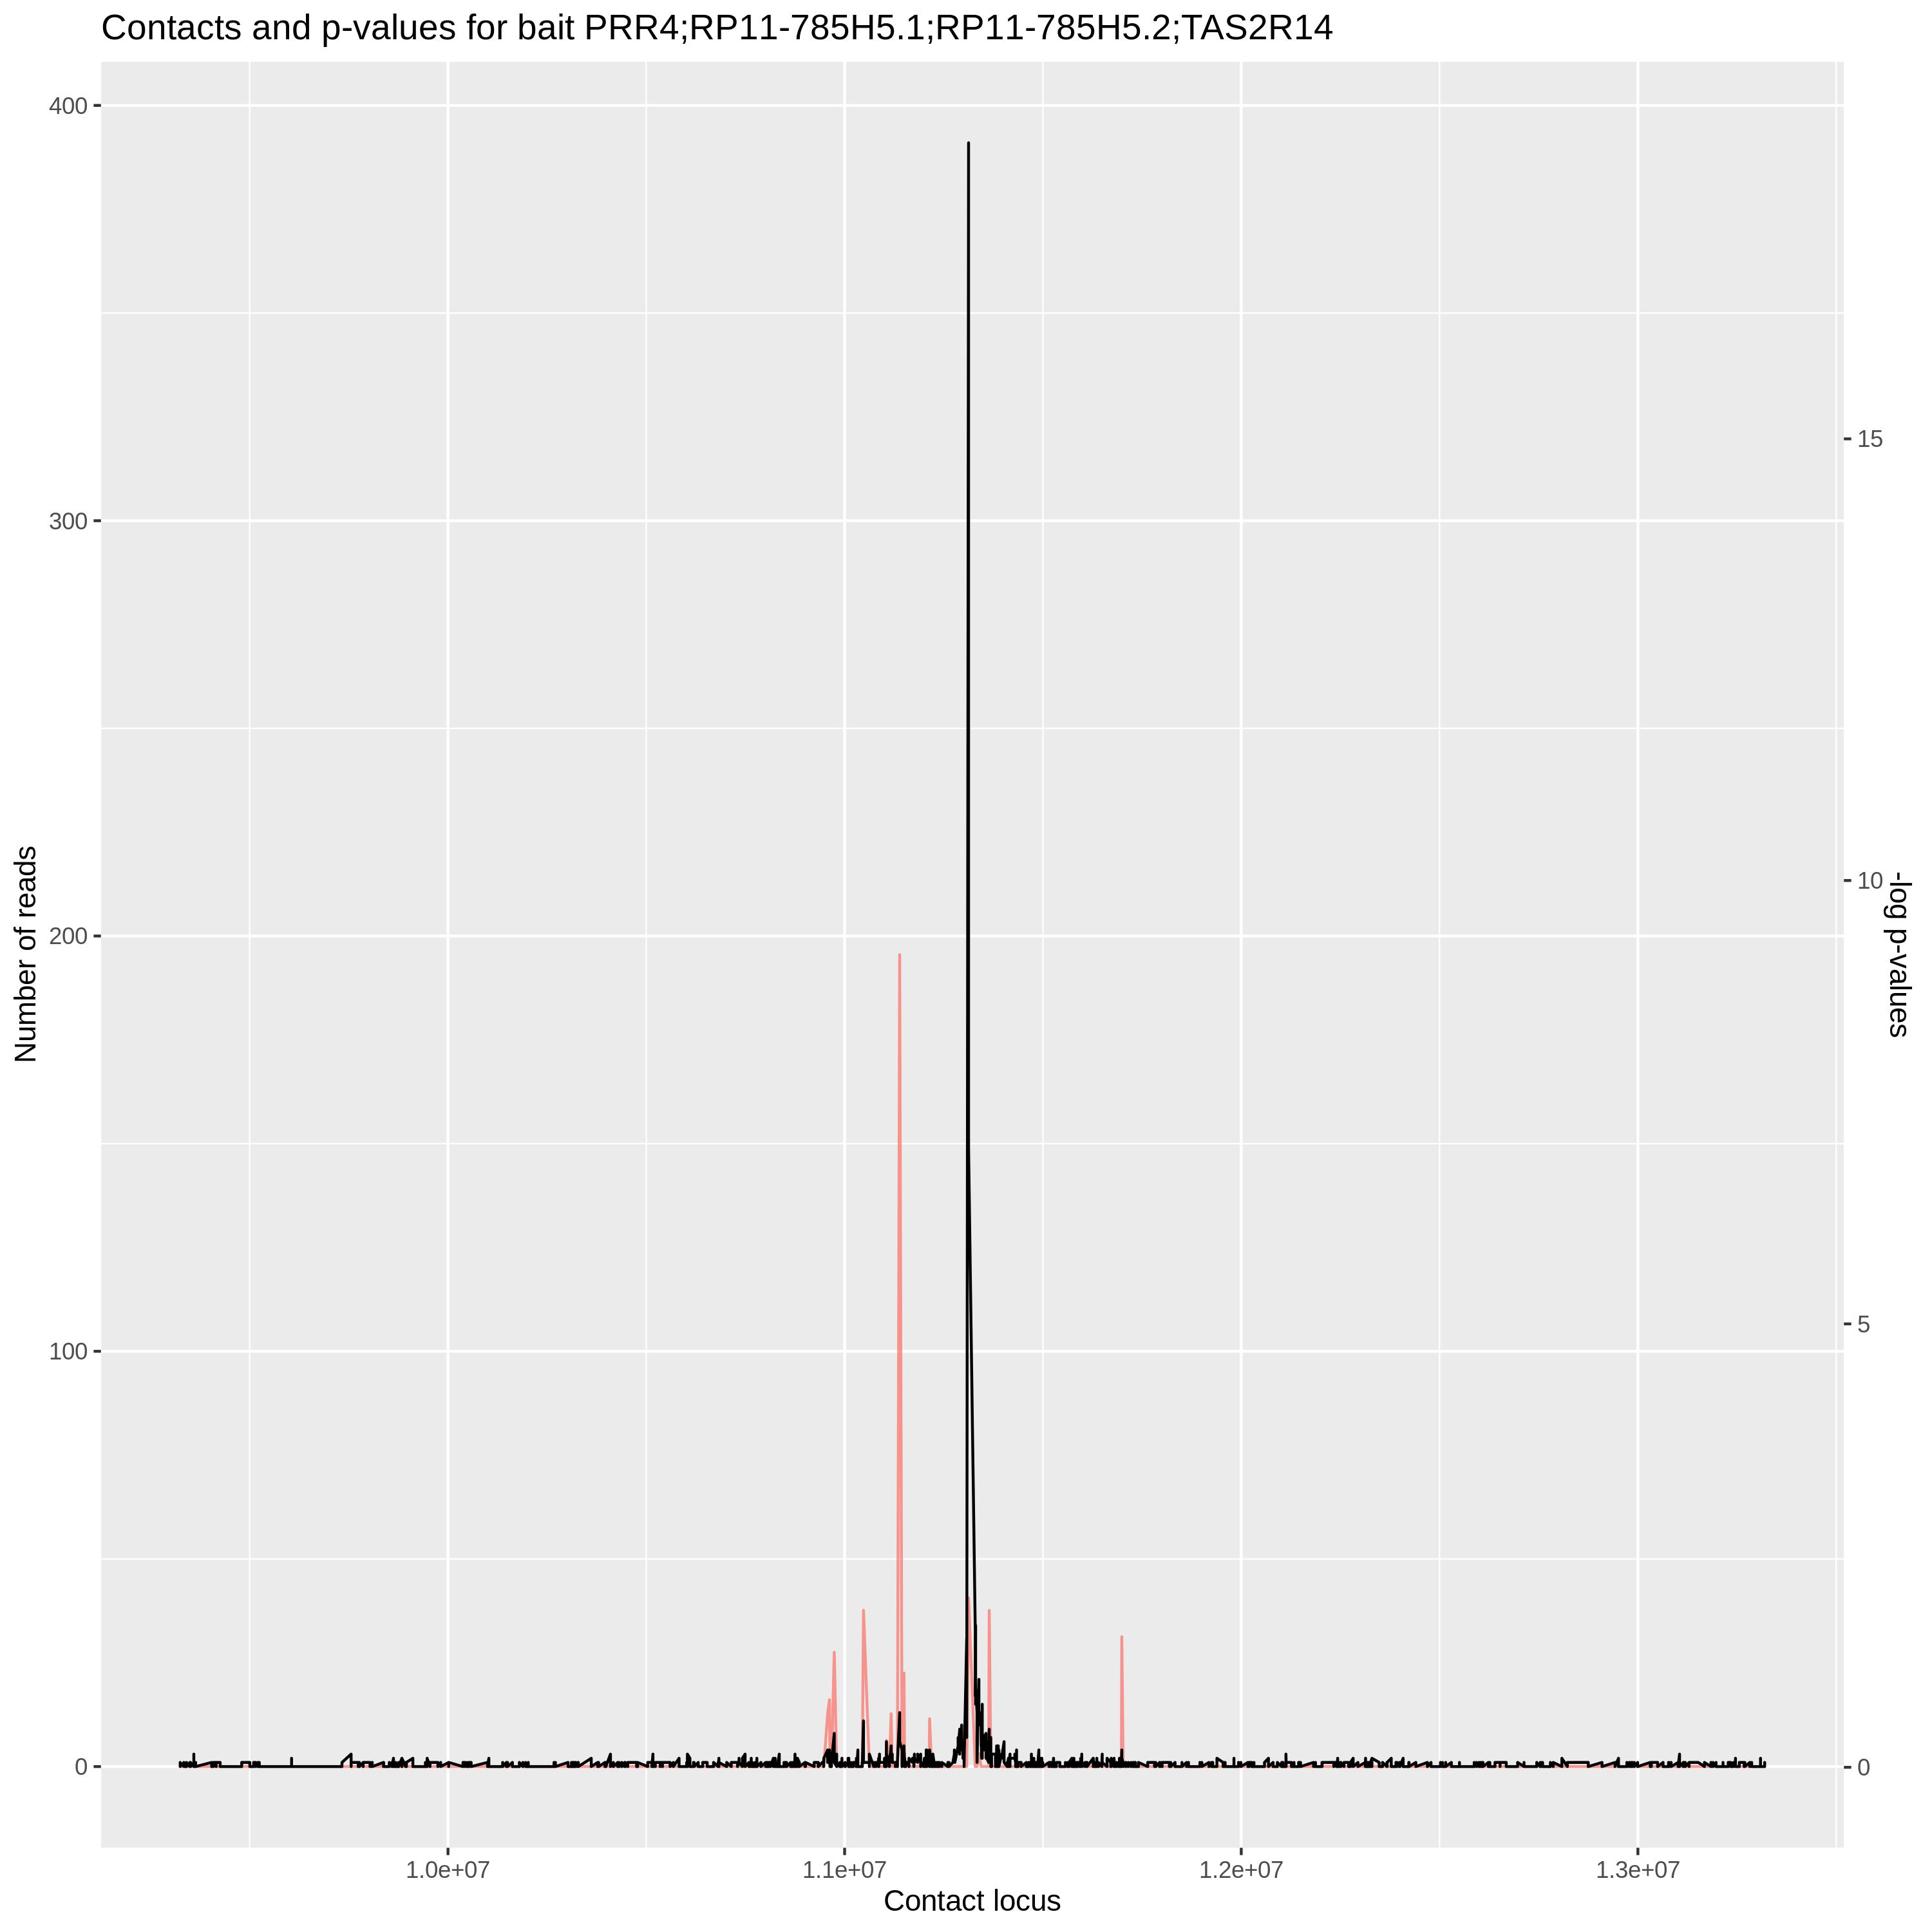 Contacts and p-values for bait PRR4;RP11-785H5.1;RP11-785H5.2;TAS2R14
400
300
200
100
0
Number of reads
15
10
5
0
-log p-values
1.0e+07
1.1e+07
1.2e+07
1.3e+07
Contact locus